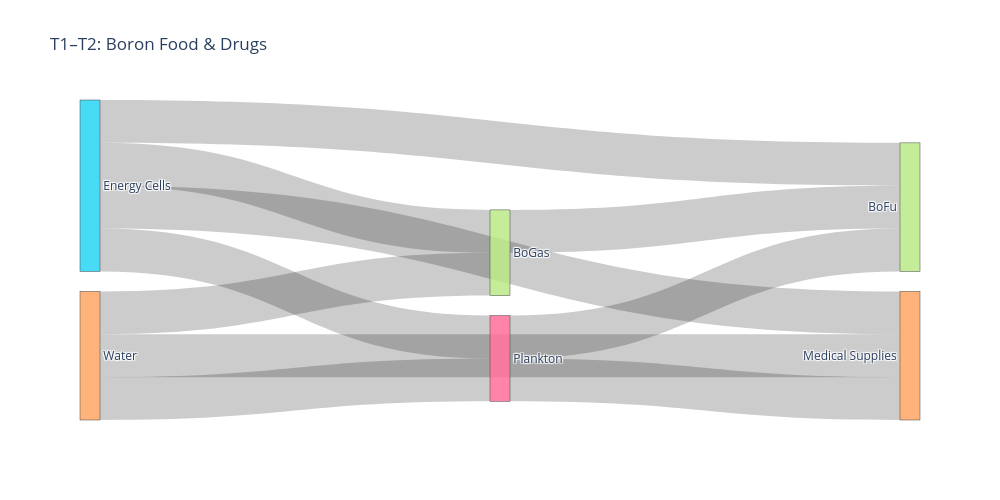 T1–T2: Boron Food & Drugs
Energy Cells
BoFu
BoGas
Water
Plankton
Medical Supplies